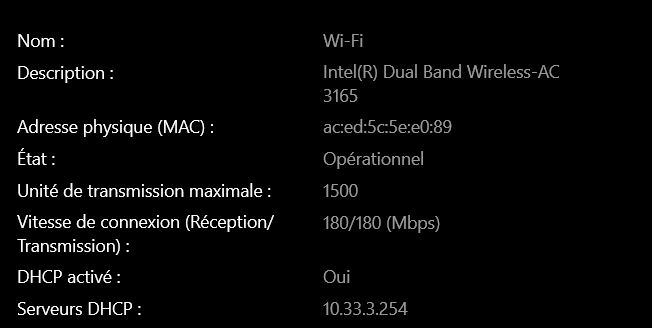 Nom : Wi-Fi
Description : Intel(R) Dual Band Wireless-AC
3165
Adresse physique (MAC) : ac:ed:5c:5e:e0:89
État : Opérationnel
Unité de transmission maximale : 1500
Vitesse de connexion (Réception/ 180/180 (Mbps)
Transmission) :
DHCP activé : Oui
Serveurs DHCP : 10.33.3.254